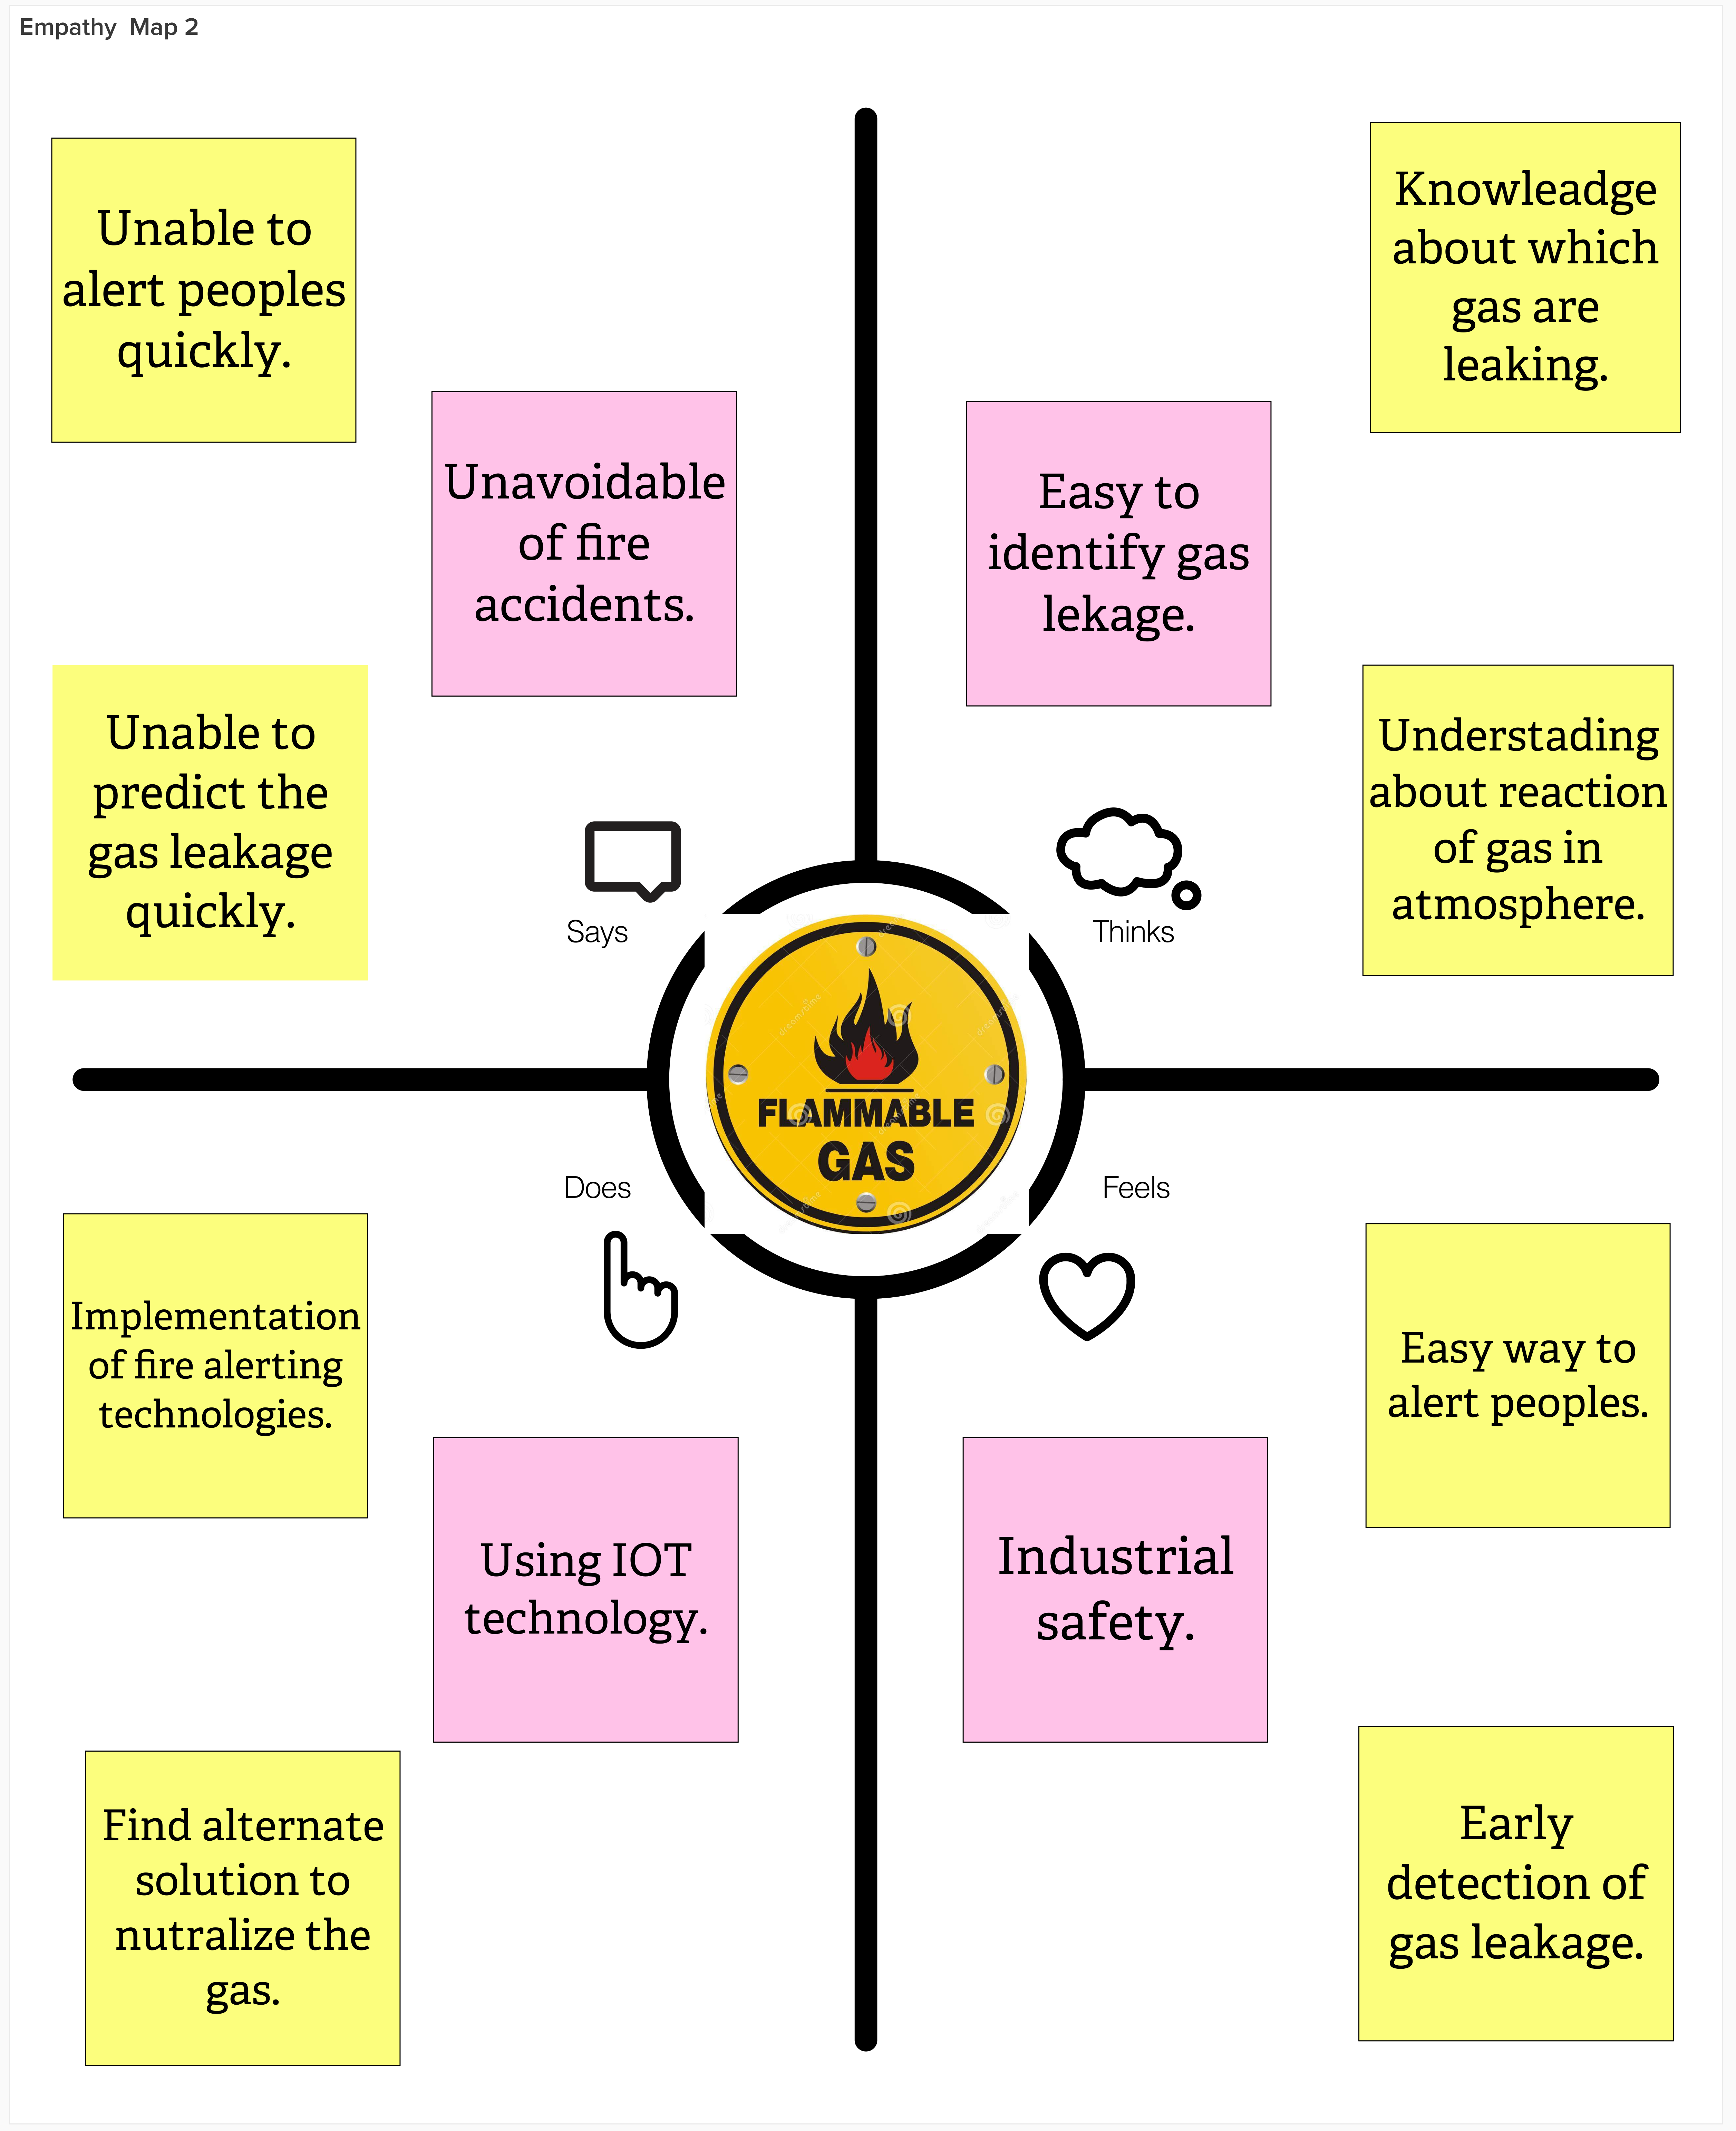 Empathy Map 2
Unable to
alert peoples
quickly.
Unavoidable
of fire
accidents.
Unable to
predict the
gas leakage
quickly.
Says
Knowleadge
about which
gas are
leaking.
Easy to
identify gas
lekage.
Understading
about reaction
of gas in
atmosphere.
Thinks
FLAMMABLE
GAS
Does
Implementation
of fire alerting
technologies.
Using IOT
technology.
Find alternate
solution to
nutralize the
gas.
Feels
Easy way to
alert peoples.
Industrial
safety.
Early
detection of
gas leakage.
dreamstime
dreamstime
dreamstime